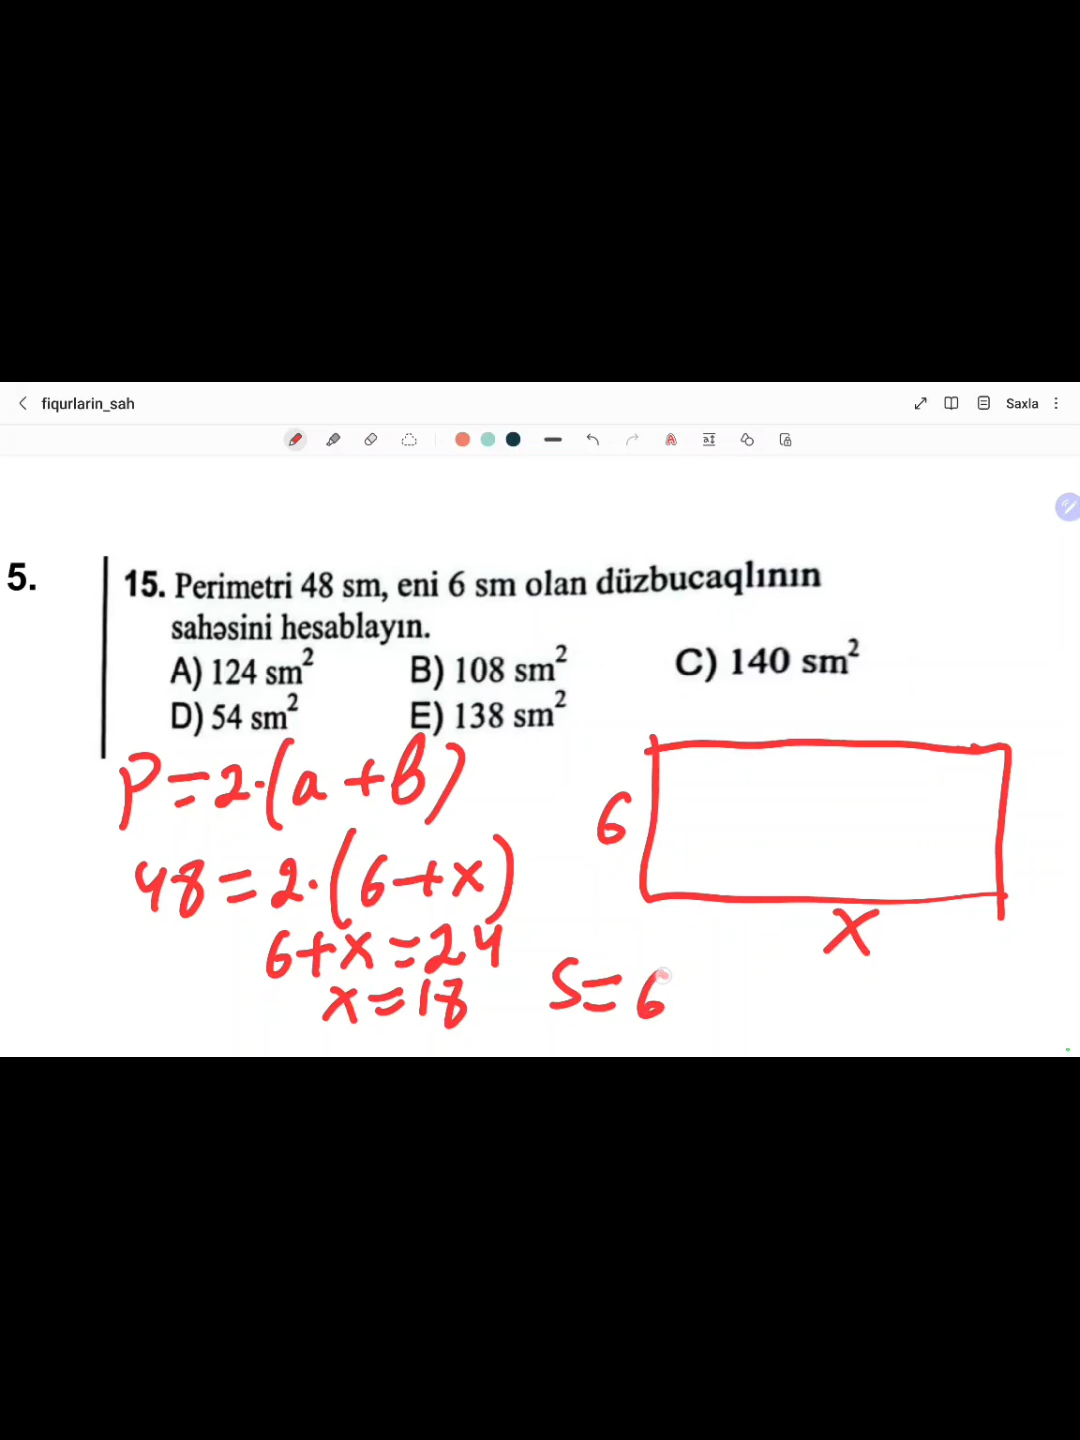 fiqurlarin_sah
Saxla
5.
15. Perimetri 48 sm, eni 6 sm olan düzbucaqlının
sahəsini hesablayın.
A) 124 sm² B) 108 sm² C) 140 sm²
D) 54 sm² E) 138 sm²
P=2·(a+b)
48=2·(6+x)
6
6+x=24
x
x=18
S=6